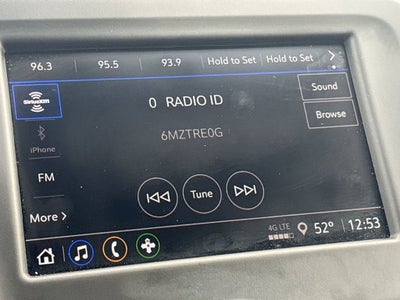 96.3 95.5 93.9 Hold to Set Hold to Set
SiriusXM
0 RADIO ID
Sound
6MZTRE0G
Browse
iPhone
FM
Tune
More
4G LTE 52° 12:53